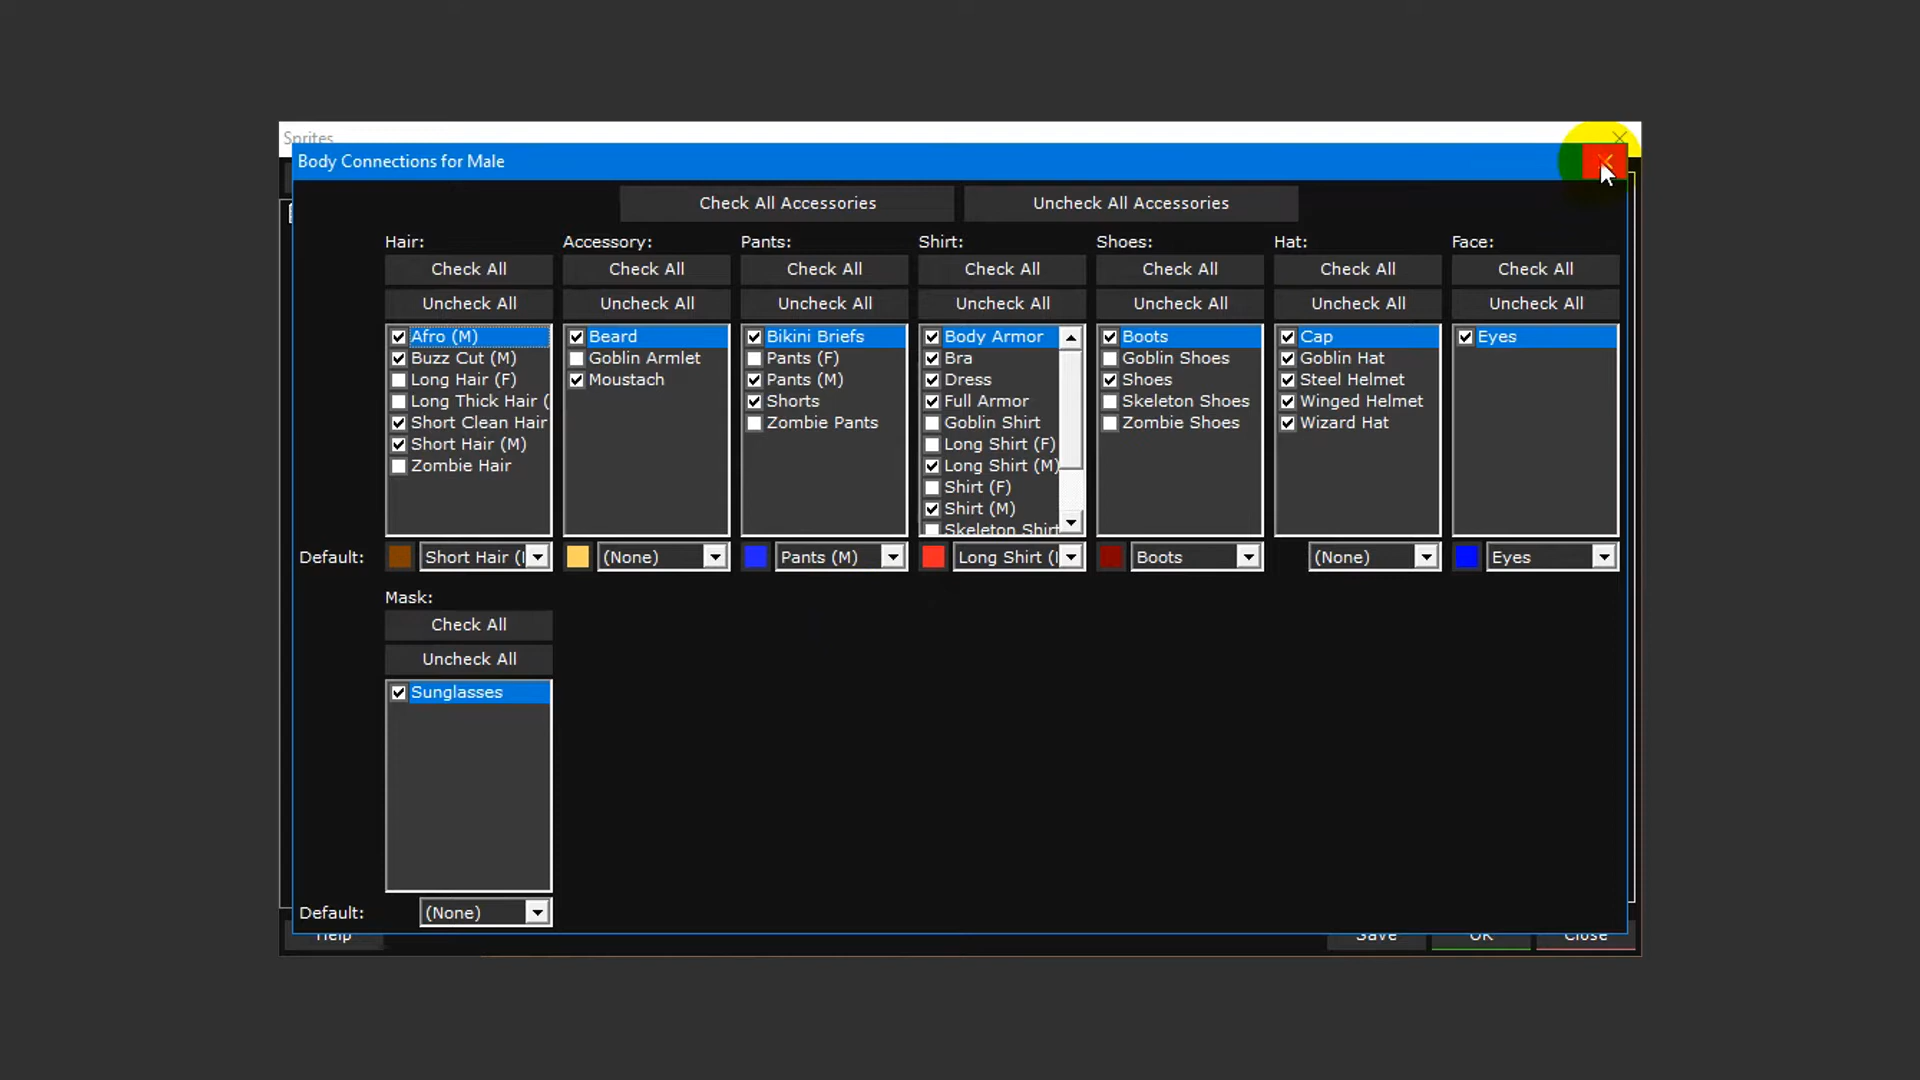 Sprites
Body Connections for Male
Check All Accessories Uncheck All Accessories
Hair: Accessory: Pants: Shirt: Shoes: Hat: Face:
Check All Check All Check All Check All Check All Check All Check All
Uncheck All Uncheck All Uncheck All Uncheck All Uncheck All Uncheck All Uncheck All
Afro (M) Beard Bikini Briefs Body Armor Boots Cap Eyes
Buzz Cut (M) Goblin Armlet Pants (F) Bra Goblin Shoes Goblin Hat
Long Hair (F) Moustach Pants (M) Dress Shoes Steel Helmet
Long Thick Hair ( Shorts Full Armor Skeleton Shoes Winged Helmet
Short Clean Hair Zombie Pants Goblin Shirt Zombie Shoes Wizard Hat
Short Hair (M) Long Shirt (F)
Zombie Hair Long Shirt (M)
Shirt (F)
Shirt (M)
Skeleton Shirt
Default: Short Hair ( (None) Pants (M) Long Shirt ( Boots (None) Eyes
Mask:
Check All
Uncheck All
Sunglasses
Default: (None)
Help Save OK Close